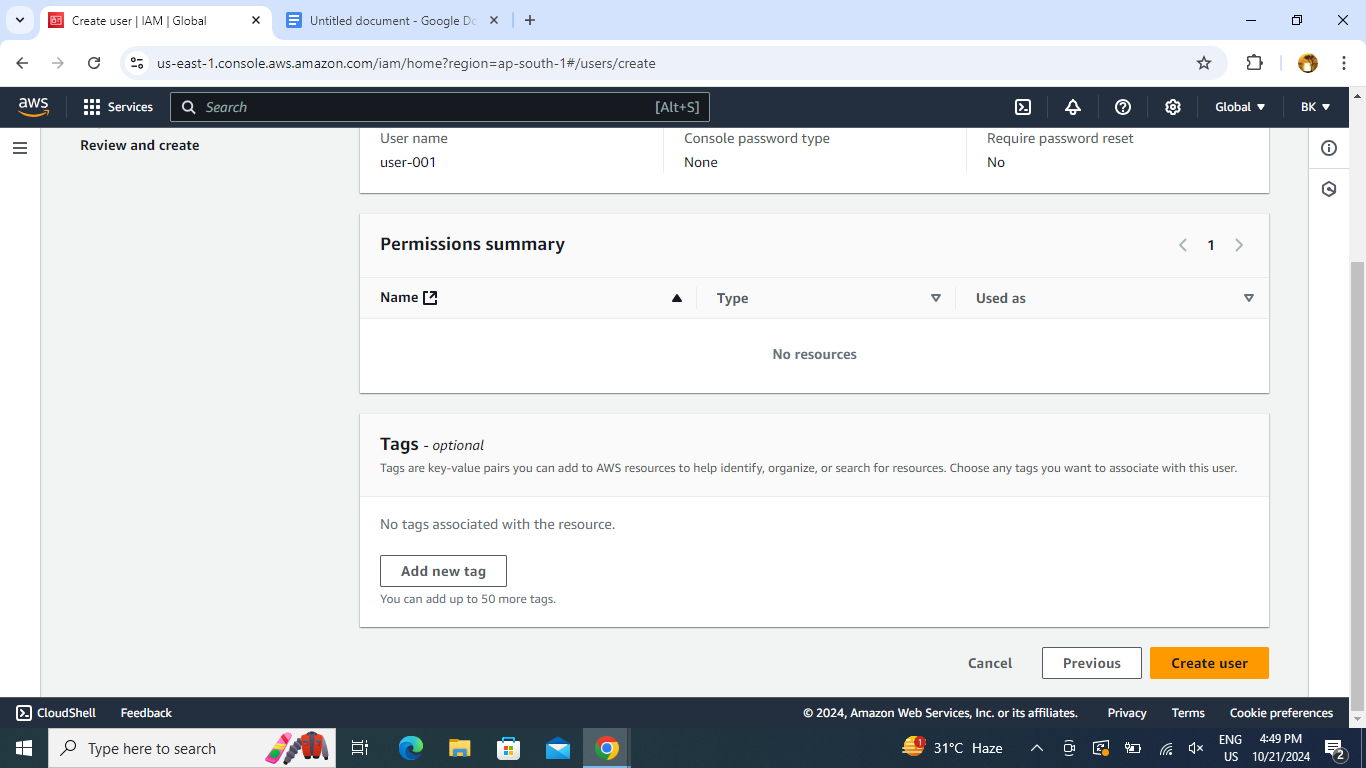 Create user | IAM | Global
Untitled document - Google Do
us-east-1.console.aws.amazon.com/iam/home?region=ap-south-1#/users/create
aws
Services
Search
[Alt+S]
Global
BK
Review and create
User name
user-001
Console password type
None
Require password reset
No
Permissions summary
1
Name
Type
Used as
No resources
Tags - optional
Tags are key-value pairs you can add to AWS resources to help identify, organize, or search for resources. Choose any tags you want to associate with this user.
No tags associated with the resource.
Add new tag
You can add up to 50 more tags.
Cancel
Previous
Create user
CloudShell
Feedback
© 2024, Amazon Web Services, Inc. or its affiliates.
Privacy
Terms
Cookie preferences
Type here to search
1
31°C Haze
ENG
US
4:49 PM
10/21/2024
2